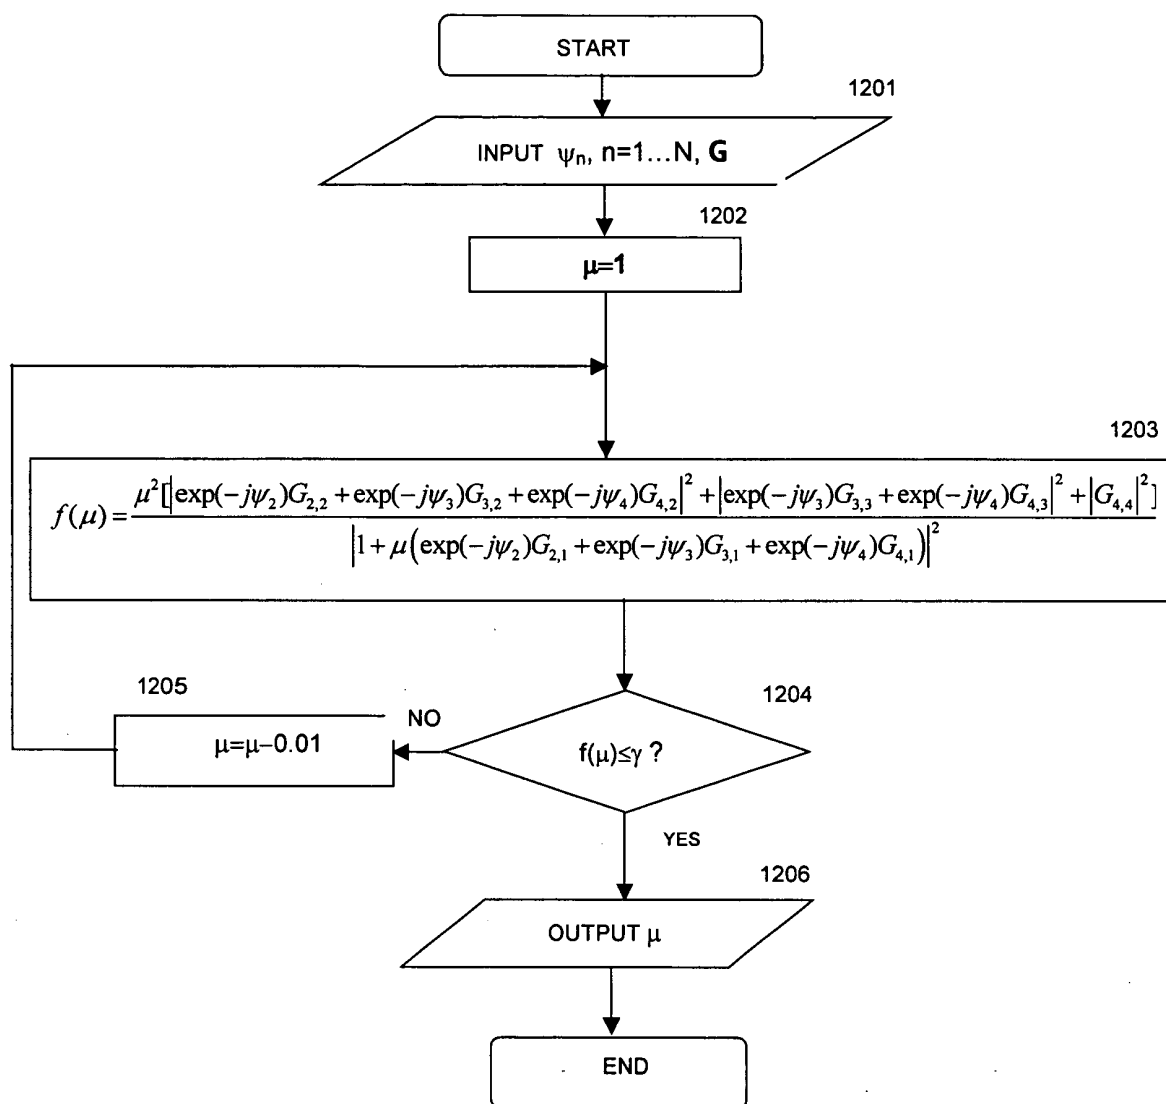 START
1201
INPUT ψₙ, n=1...N, G
1202
μ=1
1203
f(μ) = μ²[|exp(−jψ₂)G₂,₂ + exp(−jψ₃)G₃,₂ + exp(−jψ₄)G₄,₂|² + |exp(−jψ₃)G₃,₃ + exp(−jψ₄)G₄,₃|² + |G₄,₄|²]
|1 + μ(exp(−jψ₂)G₂,₁ + exp(−jψ₃)G₃,₁ + exp(−jψ₄)G₄,₁)|²
1205
1204
NO
μ=μ−0.01
f(μ)≤γ ?
YES
1206
OUTPUT μ
END